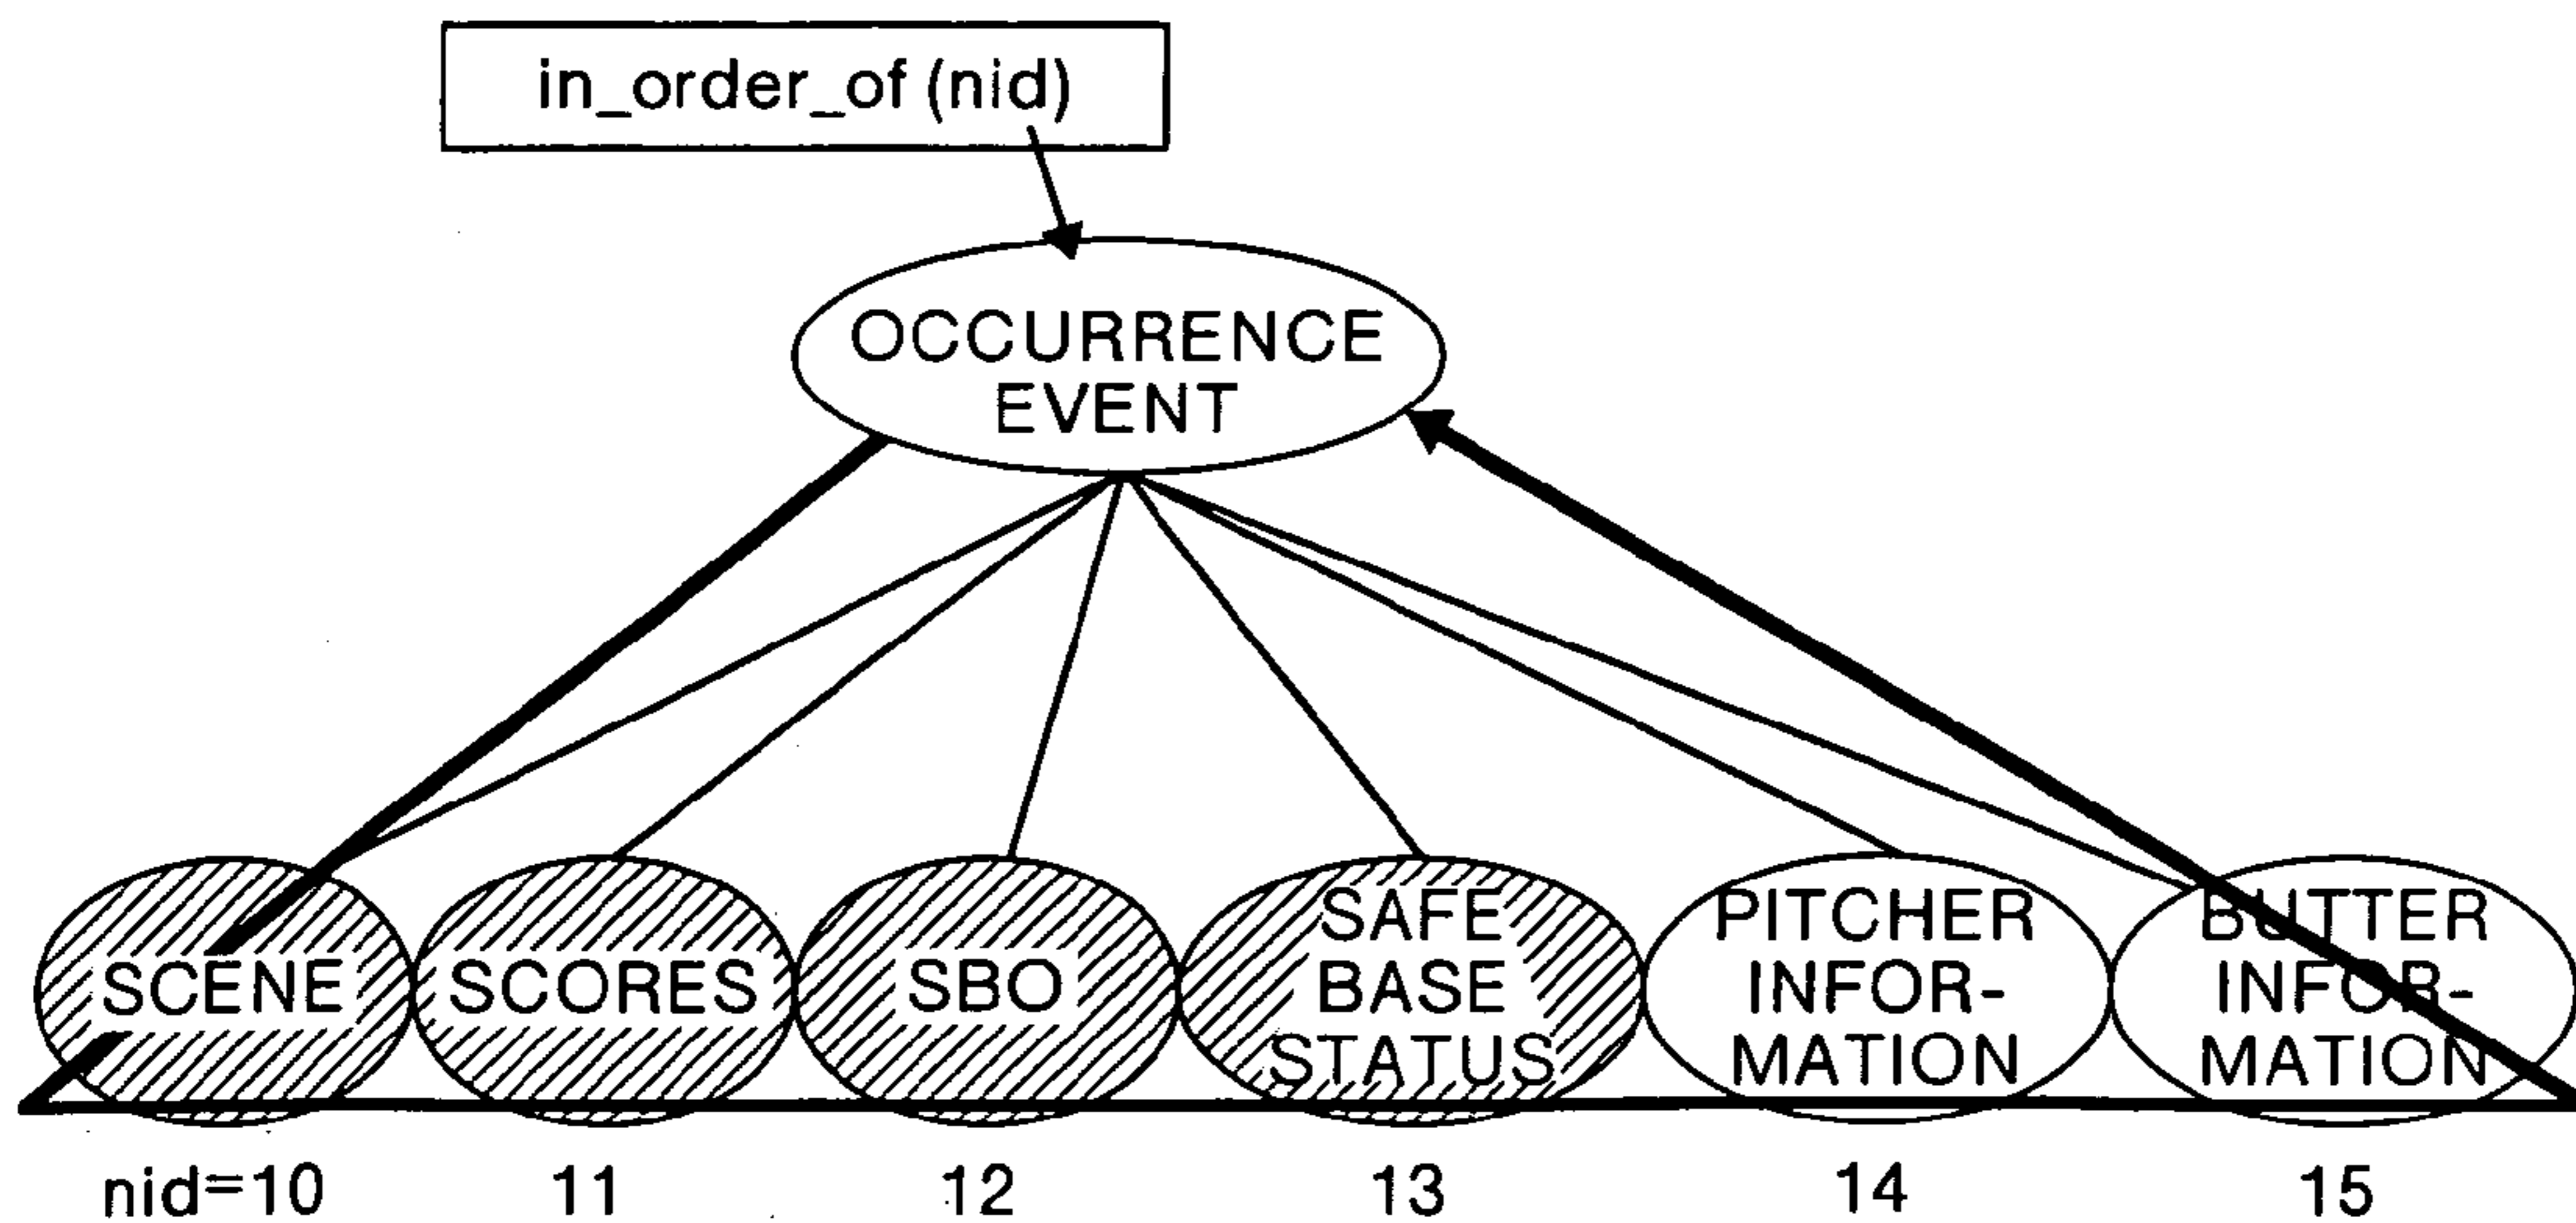 in_order_of (nid)
OCCURRENCE
EVENT
SCENE
SCORES
SBO
SAFE
BASE
STATUS
PITCHER
INFOR-
MATION
BUTTER
INFOR-
MATION
nid=10 11 12 13 14 15